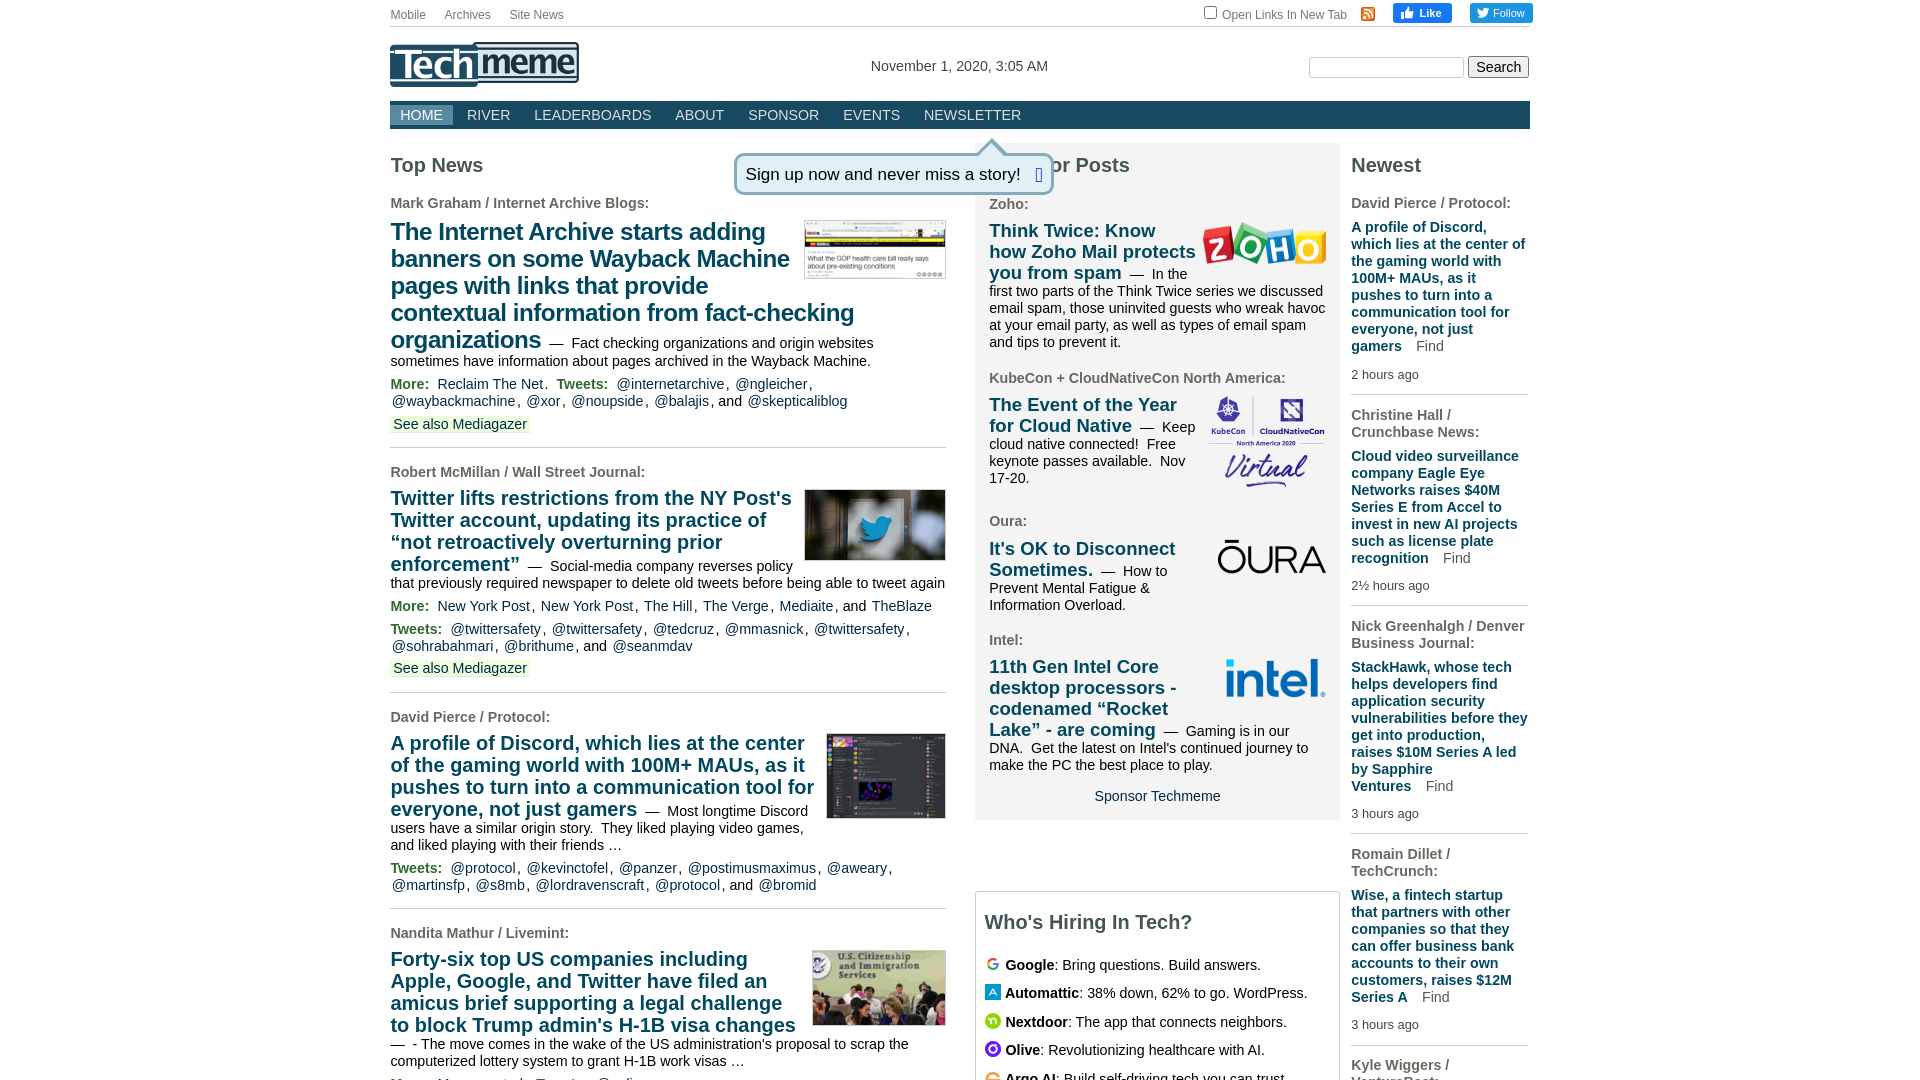 Mobile Archives Site News Open Links In New Tab Like Follow
Techmeme
November 1, 2020, 3:05 AM
Search
HOME RIVER LEADERBOARDS ABOUT SPONSOR EVENTS NEWSLETTER
Sign up now and never miss a story!
Top News
Mark Graham / Internet Archive Blogs:
The Internet Archive starts adding
banners on some Wayback Machine
pages with links that provide
contextual information from fact-checking
organizations — Fact checking organizations and origin websites
sometimes have information about pages archived in the Wayback Machine.
What the GOP health care bill really says
about pre-existing conditions
More: Reclaim The Net. Tweets: @internetarchive, @ngleicher,
@waybackmachine, @xor, @noupside, @balajis, and @skepticaliblog
See also Mediagazer
Robert McMillan / Wall Street Journal:
Twitter lifts restrictions from the NY Post's
Twitter account, updating its practice of
“not retroactively overturning prior
enforcement” — Social-media company reverses policy
that previously required newspaper to delete old tweets before being able to tweet again
More: New York Post, New York Post, The Hill, The Verge, Mediaite, and TheBlaze
Tweets: @twittersafety, @twittersafety, @tedcruz, @mmasnick, @twittersafety,
@sohrabahmari, @brithume, and @seanmdav
See also Mediagazer
David Pierce / Protocol:
A profile of Discord, which lies at the center
of the gaming world with 100M+ MAUs, as it
pushes to turn into a communication tool for
everyone, not just gamers — Most longtime Discord
users have a similar origin story. They liked playing video games,
and liked playing with their friends …
Tweets: @protocol, @kevinctofel, @panzer, @postimusmaximus, @aweary,
@martinsfp, @s8mb, @lordravenscraft, @protocol, and @bromid
Nandita Mathur / Livemint:
Forty-six top US companies including
Apple, Google, and Twitter have filed an
amicus brief supporting a legal challenge
to block Trump admin's H-1B visa changes
— - The move comes in the wake of the US administration's proposal to scrap the
computerized lottery system to grant H-1B work visas …
U.S. Citizenship
and Immigration
Services
or Posts
Zoho:
Think Twice: Know
how Zoho Mail protects
you from spam — In the
first two parts of the Think Twice series we discussed
email spam, those uninvited guests who wreak havoc
at your email party, as well as types of email spam
and tips to prevent it.
ZOHO
KubeCon + CloudNativeCon North America:
The Event of the Year
for Cloud Native — Keep
cloud native connected! Free
keynote passes available. Nov
17-20.
KubeCon CloudNativeCon
North America 2020
Virtual
Oura:
It's OK to Disconnect
Sometimes. — How to
Prevent Mental Fatigue &
Information Overload.
ŌURA
Intel:
11th Gen Intel Core
desktop processors -
codenamed “Rocket
Lake” - are coming — Gaming is in our
DNA. Get the latest on Intel's continued journey to
make the PC the best place to play.
intel®
Sponsor Techmeme
Who's Hiring In Tech?
Google: Bring questions. Build answers.
Automattic: 38% down, 62% to go. WordPress.
Nextdoor: The app that connects neighbors.
Olive: Revolutionizing healthcare with AI.
Argo AI: Build self-driving tech you can trust.
Newest
David Pierce / Protocol:
A profile of Discord,
which lies at the center of
the gaming world with
100M+ MAUs, as it
pushes to turn into a
communication tool for
everyone, not just
gamers Find
2 hours ago
Christine Hall /
Crunchbase News:
Cloud video surveillance
company Eagle Eye
Networks raises $40M
Series E from Accel to
invest in new AI projects
such as license plate
recognition Find
2½ hours ago
Nick Greenhalgh / Denver
Business Journal:
StackHawk, whose tech
helps developers find
application security
vulnerabilities before they
get into production,
raises $10M Series A led
by Sapphire
Ventures Find
3 hours ago
Romain Dillet /
TechCrunch:
Wise, a fintech startup
that partners with other
companies so that they
can offer business bank
accounts to their own
customers, raises $12M
Series A Find
3 hours ago
Kyle Wiggers /